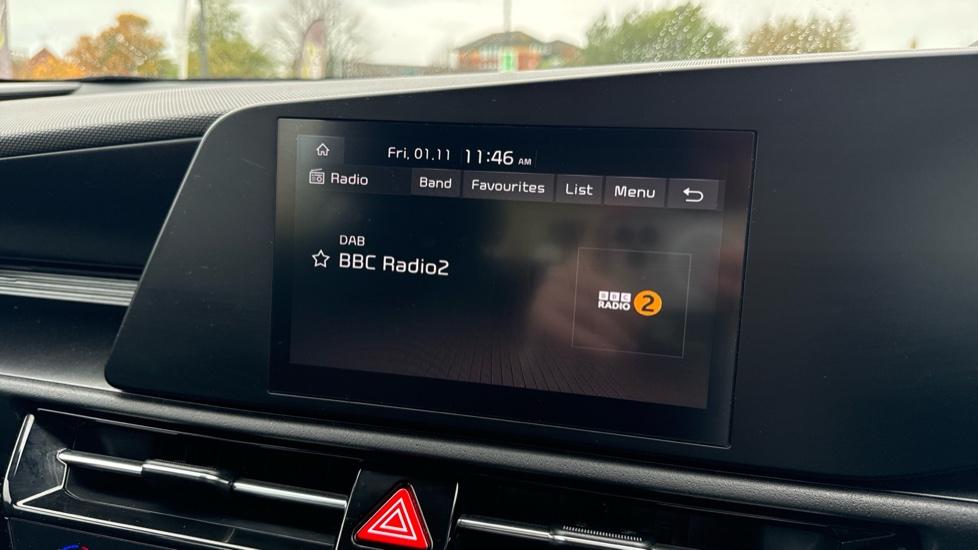 Fri, 01.11 11:46 AM
Radio Band Favourites List Menu
DAB
BBC Radio2
BBC
RADIO 2